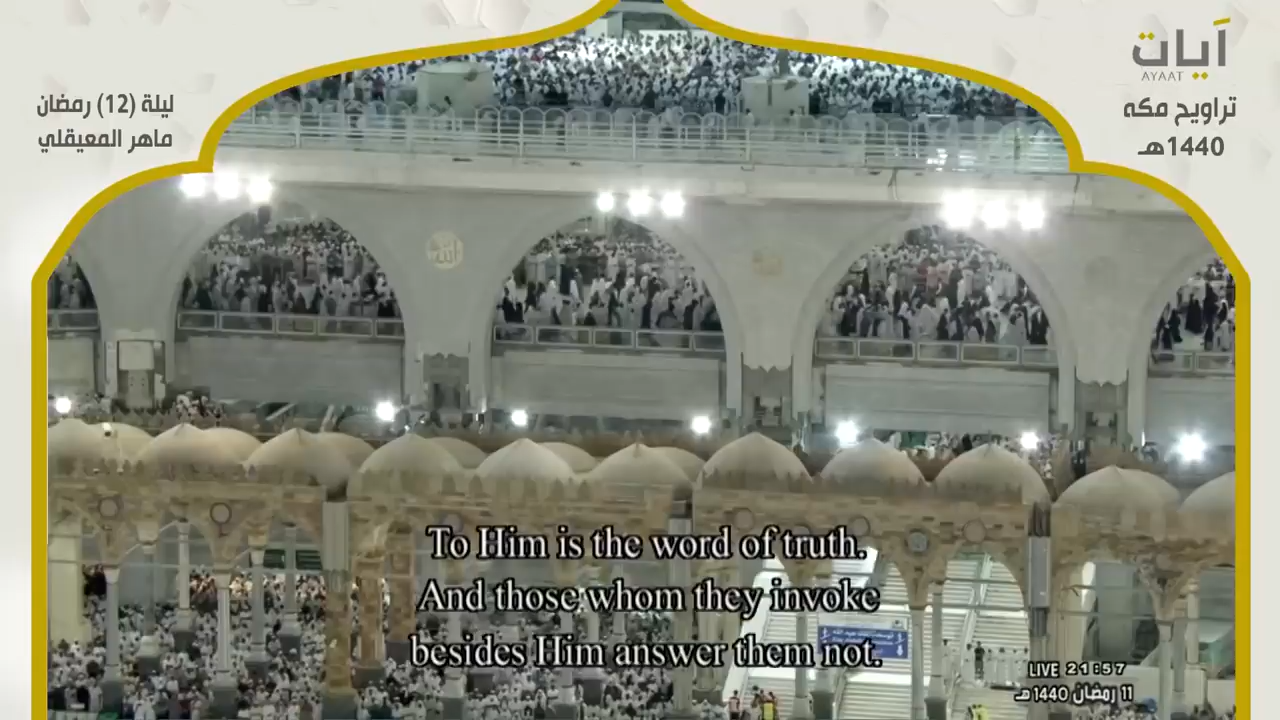 آيات
AYAAT
تراويح مكه
1440هـ
ليلة (12) رمضان
ماهر المعيقلي
الله
To Him is the word of truth.
And those whom they invoke
besides Him answer them not.
LIVE 21:57
11 رمضان 1440هـ